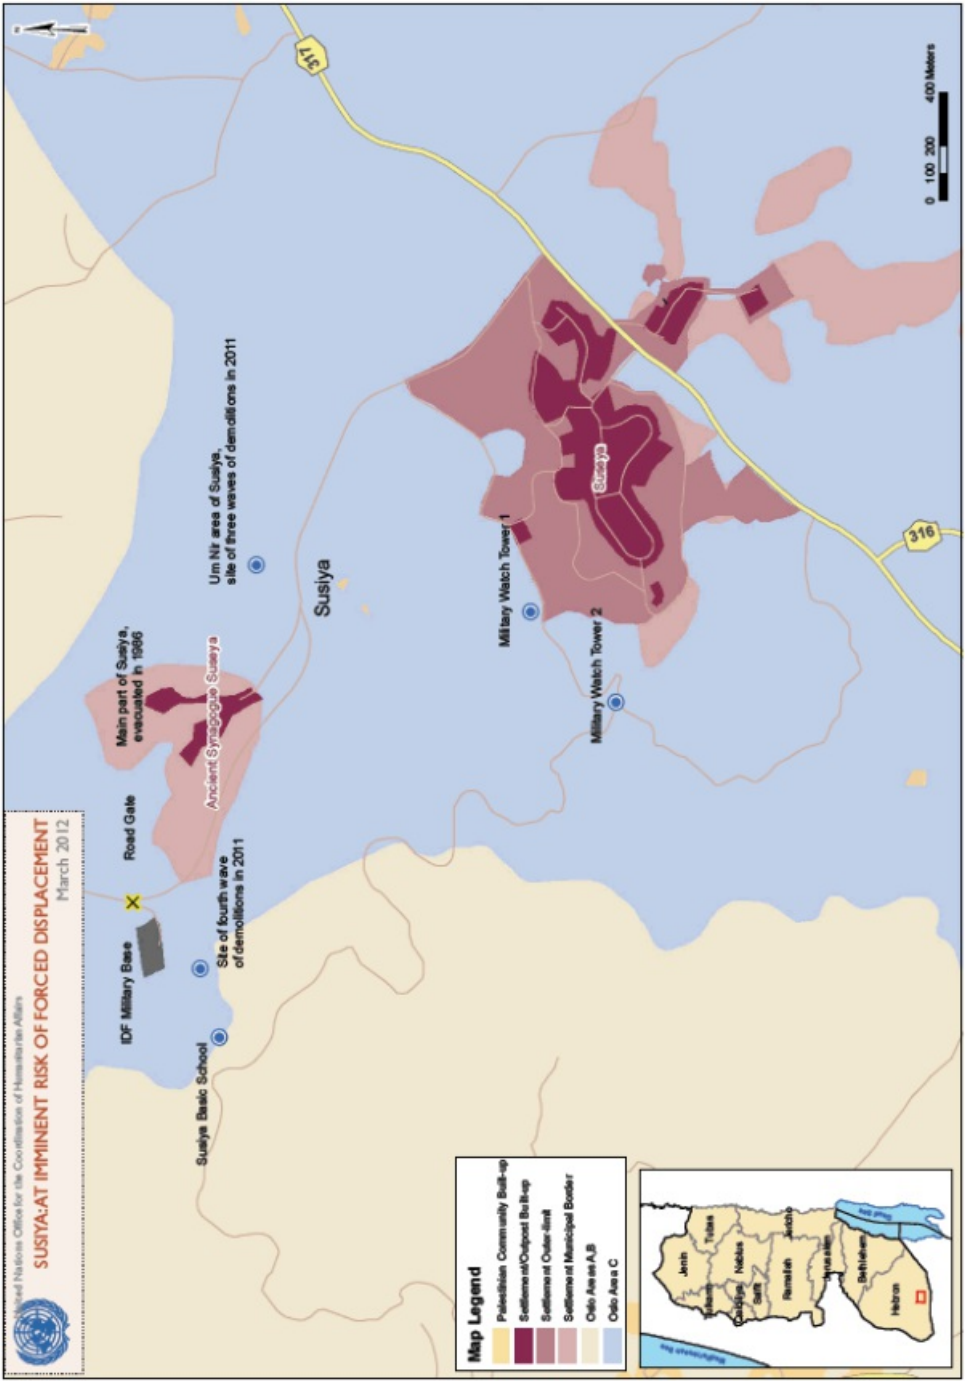 United Nations Office for the Coordination of Humanitarian Affairs
SUSIYA: AT IMMINENT RISK OF FORCED DISPLACEMENT
March 2012
IDF Military Base
Road Gate
Main part of Susiya,
evacuated in 1986
Susiya Basic School
Site of fourth wave
of demolitions in 2011
Ancient Synagogue Suseya
Um Nir area of Susiya,
site of three waves of demolitions in 2011
317
Susiya
Military Watch Tower 1
Military Watch Tower 2
Suseya
316
0 100 200 400 Meters
Map Legend
Palestinian Community Built-up
Settlement/Outpost Built-up
Settlement Outer-limit
Settlement Municipal Border
Oslo Areas A,B
Oslo Area C
Jenin
Tubas
Tulkarm
Nablus
Qalqiliya
Salfit
Ramallah
Jericho
Jerusalem
Bethlehem
Hebron
Dead Sea
Mediterranean Sea